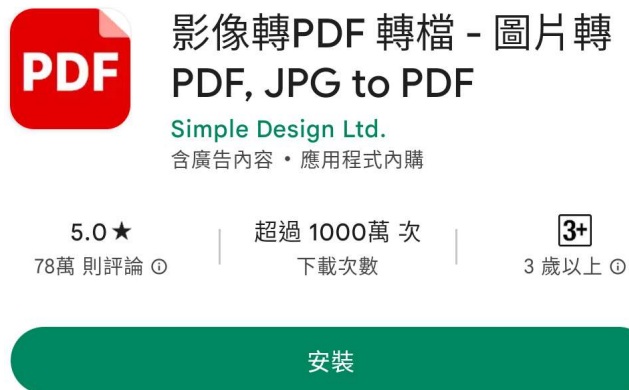 PDF
影像轉PDF 轉檔 - 圖片轉
PDF, JPG to PDF
Simple Design Ltd.
含廣告內容 • 應用程式內購
5.0 ★
78萬 則評論
超過 1000萬 次
下載次數
3+
3 歲以上
安裝